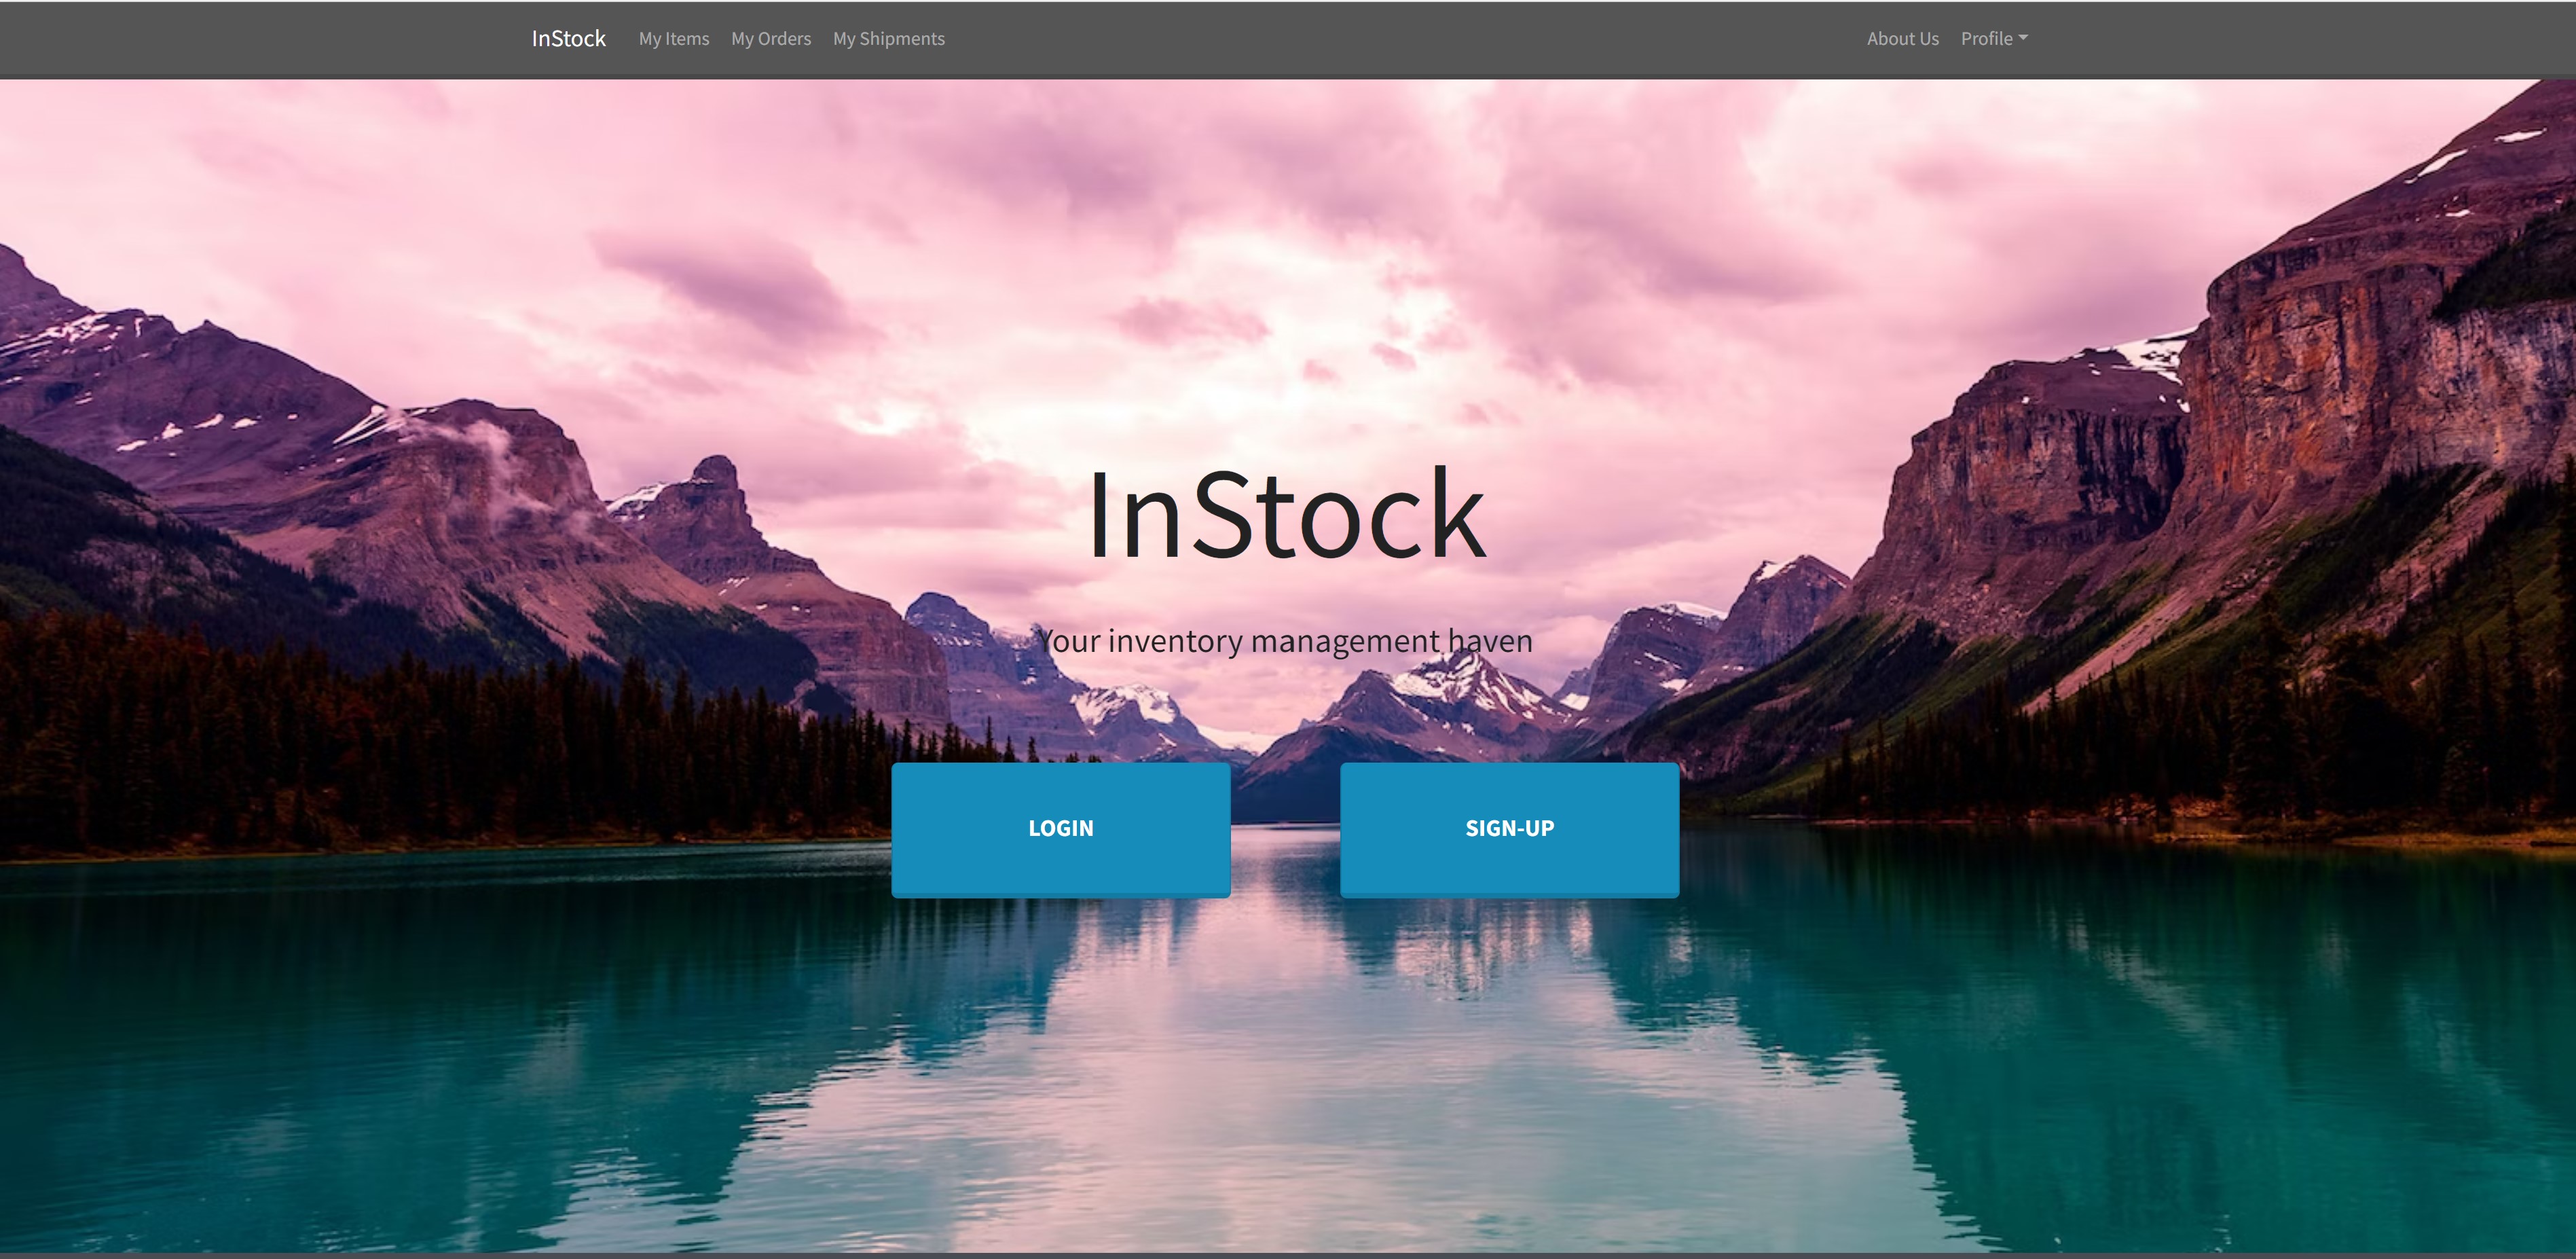 InStock My Items My Orders My Shipments About Us Profile
InStock
Your inventory management haven
LOGIN SIGN-UP